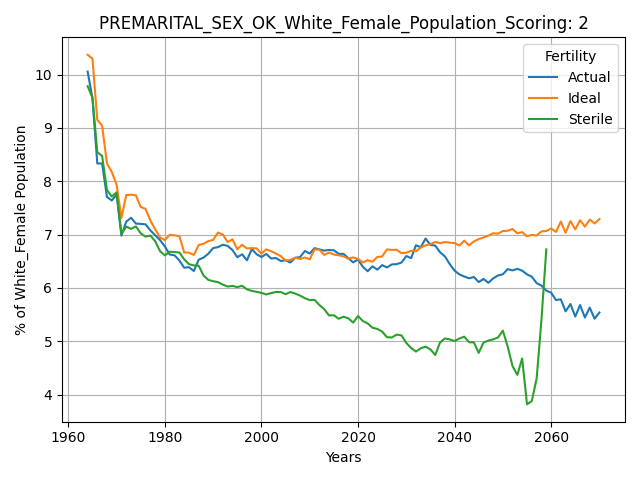 PREMARITAL_SEX_OK_White_Female_Population_Scoring: 2
% of White_Female Population
10
9
8
7
6
5
4
1960
1980
2000
2020
2040
2060
Years
Fertility
Actual
Ideal
Sterile